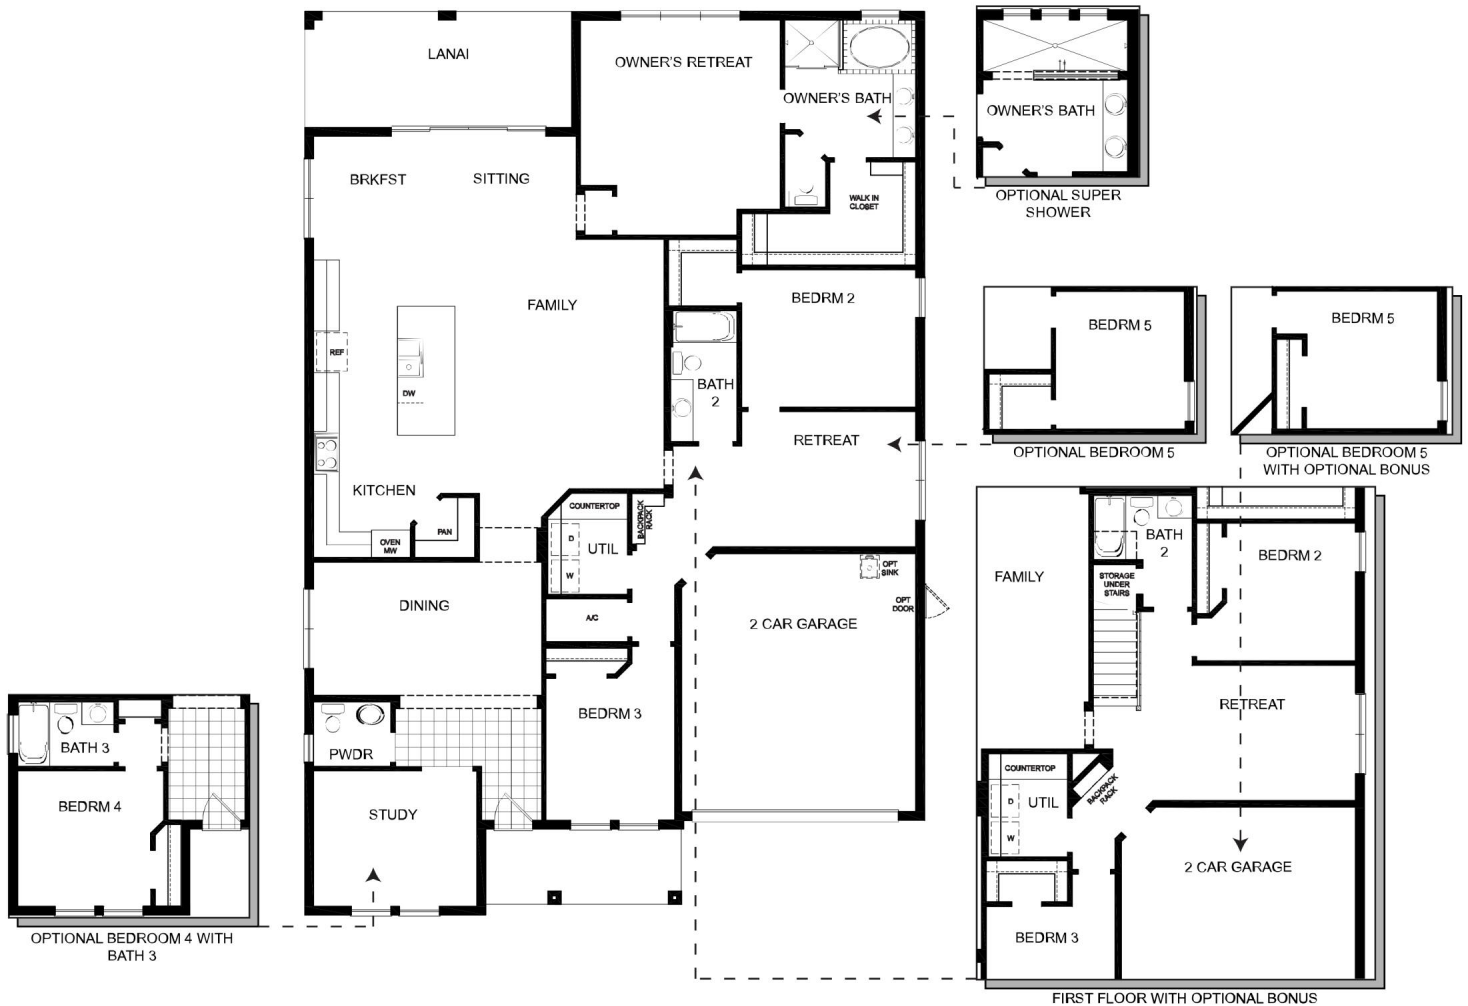 LANAI
OWNER'S RETREAT
OWNER'S BATH
OWNER'S BATH
BRKFST
SITTING
WALK IN
CLOSET
OPTIONAL SUPER
SHOWER
FAMILY
BEDRM 2
BEDRM 5
BEDRM 5
REF
DW
BATH
2
RETREAT
OPTIONAL BEDROOM 5
OPTIONAL BEDROOM 5
WITH OPTIONAL BONUS
KITCHEN
PAN
OVEN
MW
COUNTERTOP
BACKPACK
RACK
D
UTIL
W
A/C
OPT
SINK
OPT
DOOR
DINING
2 CAR GARAGE
BEDRM 3
PWDR
STUDY
BATH 3
BEDRM 4
OPTIONAL BEDROOM 4 WITH
BATH 3
BATH
2
BEDRM 2
FAMILY
STORAGE
UNDER
STAIRS
RETREAT
COUNTERTOP
BACKPACK
RACK
D
UTIL
W
2 CAR GARAGE
BEDRM 3
FIRST FLOOR WITH OPTIONAL BONUS